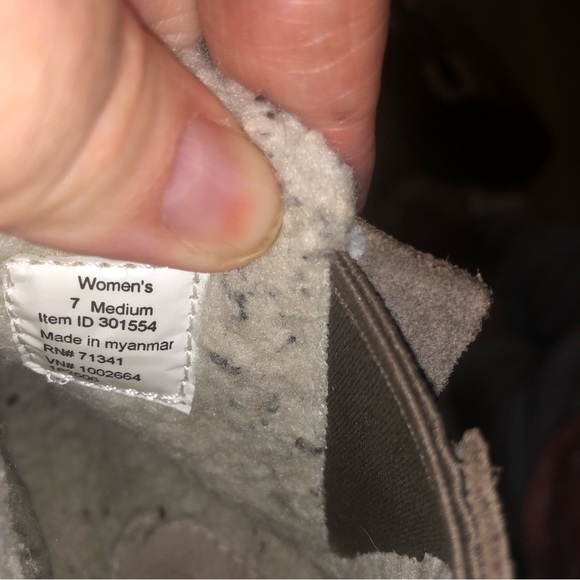 Women's
7 Medium
Item ID 301554
Made in myanmar
RN# 71341
VN# 1002664